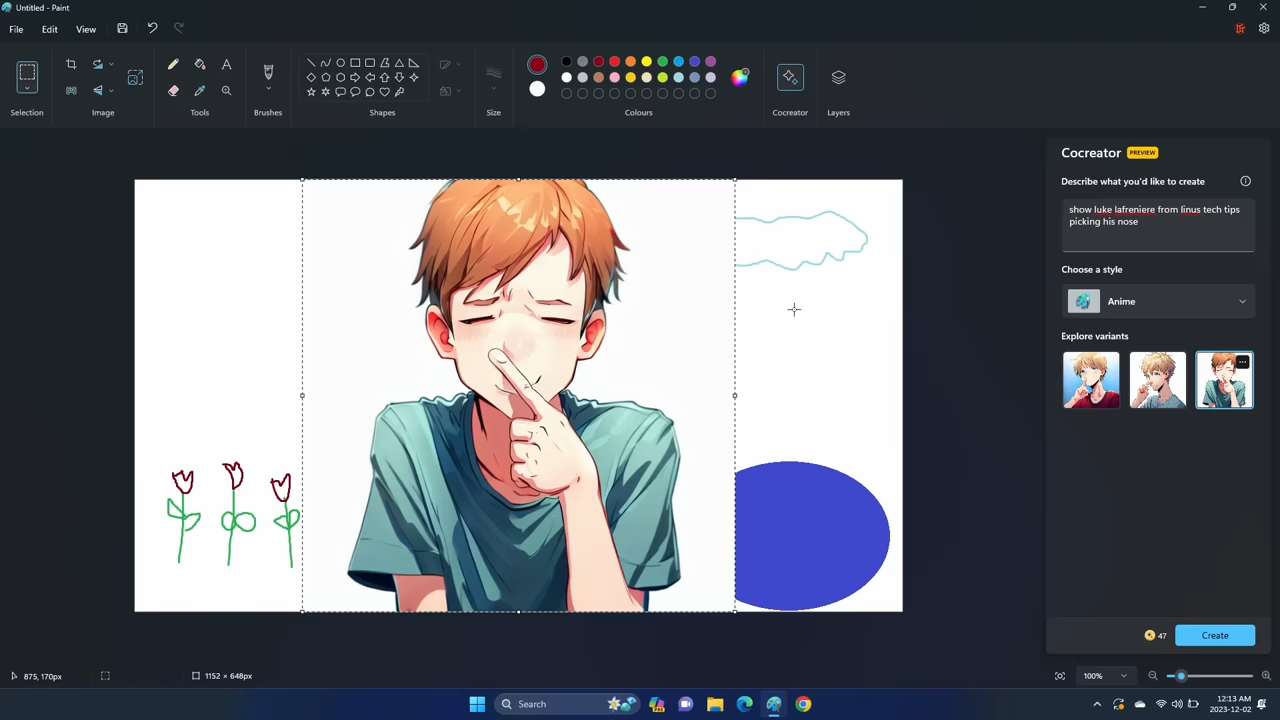 Untitled - Paint
File Edit View
Selection Image Tools Brushes Shapes Size Colours Cocreator Layers
Cocreator PREVIEW
Describe what you'd like to create
show luke lafreniere from linus tech tips
picking his nose
Choose a style
Anime
Explore variants
47 Create
875, 170px 1152 × 648px 100%
Search
12:13 AM
2023-12-02